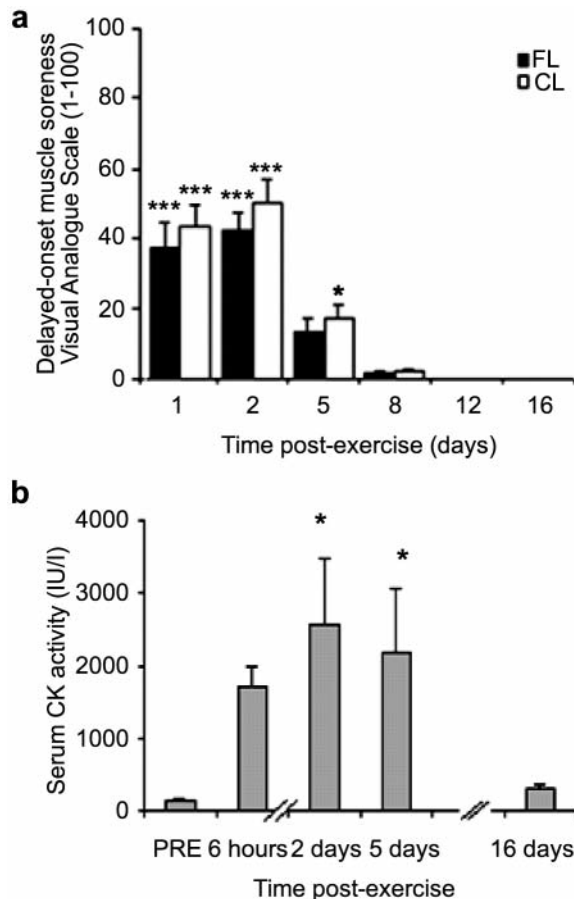 a
Delayed-onset muscle soreness
Visual Analogue Scale (1-100)
100
80
60
40
20
0
FL
CL
*** *** *** ***
*
1 2 5 8 12 16
Time post-exercise (days)
b
Serum CK activity (IU/l)
4000
3000
2000
1000
0
* *
PRE 6 hours 2 days 5 days 16 days
Time post-exercise